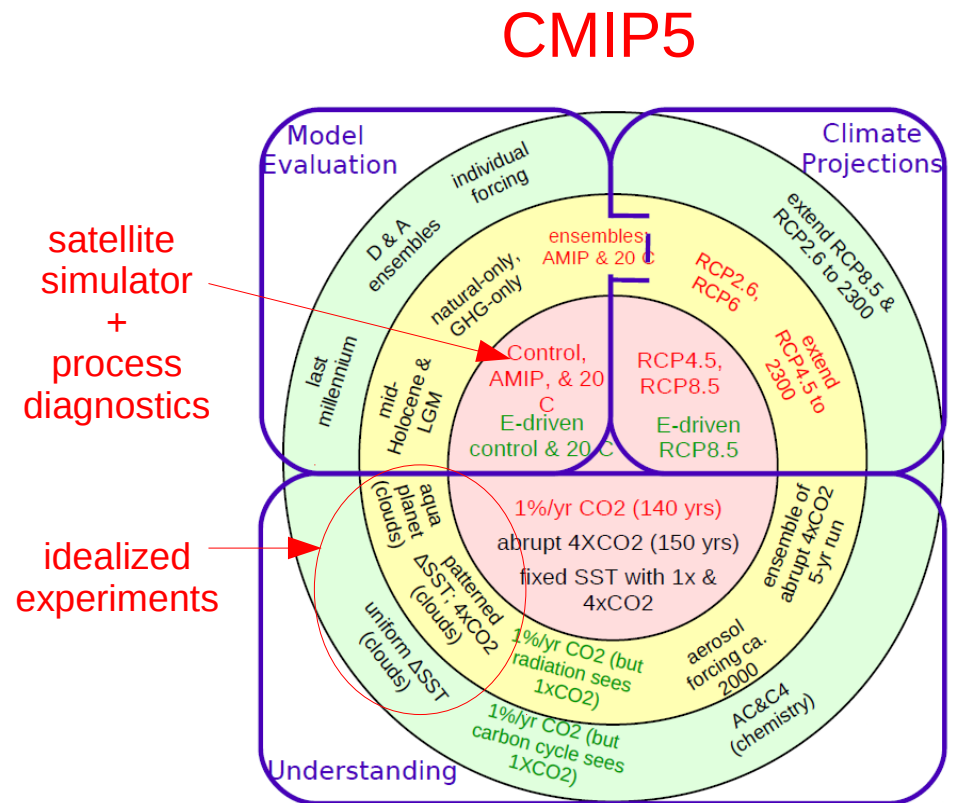 CMIP5
Model
Evaluation
Climate
Projections
individual
forcing
D & A
ensembles
last
millennium
natural-only,
GHG-only
mid-
Holocene &
LGM
ensembles:
AMIP & 20 C
RCP2.6,
RCP6
extend
RCP4.5 to
2300
extend RCP8.5 &
RCP2.6 to 2300
satellite
simulator
+
process
diagnostics
Control,
AMIP, & 20
C
E-driven
control & 20 C
RCP4.5,
RCP8.5
E-driven
RCP8.5
idealized
experiments
aqua
planet
(clouds)
patterned
ΔSST; 4xCO2
(clouds)
uniform ΔSST
(clouds)
1%/yr CO2 (140 yrs)
abrupt 4XCO2 (150 yrs)
fixed SST with 1x &
4xCO2
ensemble of
abrupt 4xCO2
5-yr run
aerosol
forcing ca.
2000
1%/yr CO2 (but
radiation sees
1xCO2)
1%/yr CO2 (but
carbon cycle sees
1XCO2)
AC&C4
(chemistry)
Understanding